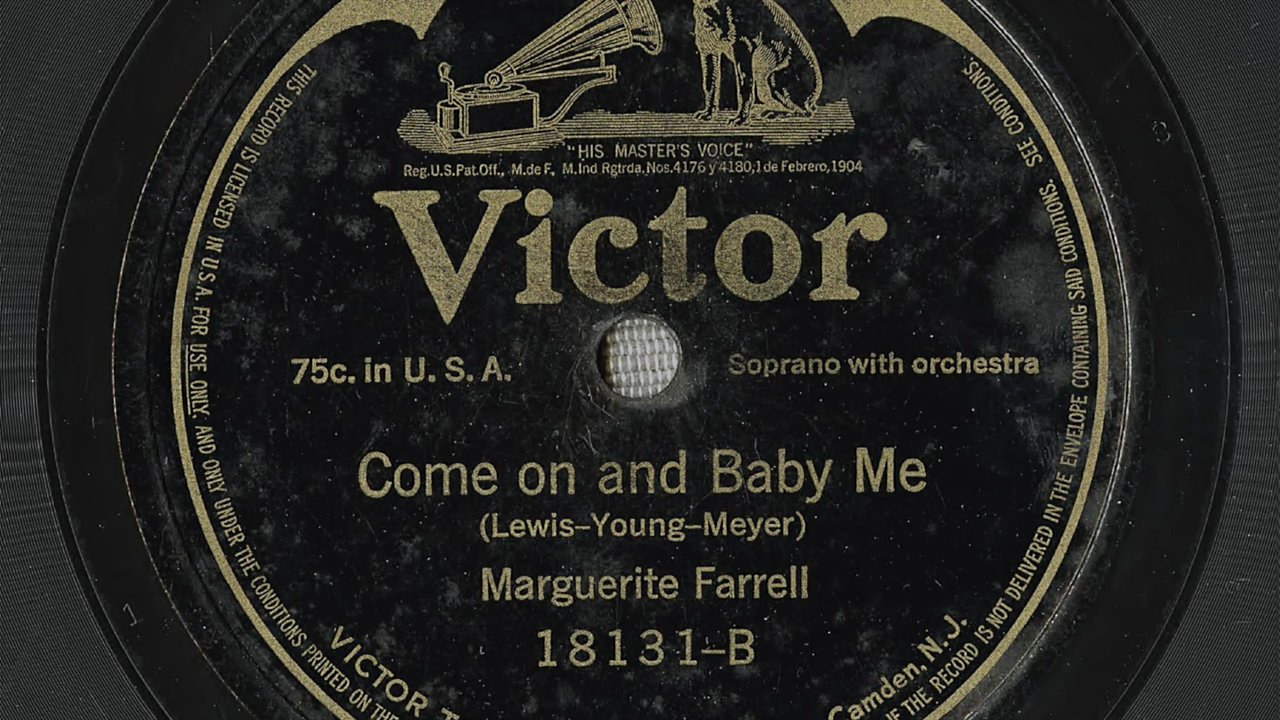 "HIS MASTER'S VOICE"
Reg.U.S.Pat.Off., M.de F., M.Ind Rgtrda.Nos.4176 y 4180,1 de Febrero,1904
Victor
75c. in U. S. A.
Soprano with orchestra
Come on and Baby Me
(Lewis–Young–Meyer)
Marguerite Farrell
18131–B
VICTOR T
Camden, N. J.
THIS RECORD IS LICENSED IN U.S.A. FOR USE ONLY, AND ONLY UNDER THE CONDITIONS PRINTED ON THE
IF THE RECORD IS NOT DELIVERED IN THE ENVELOPE CONTAINING SAID CONDITIONS. SEE CONDITIONS.